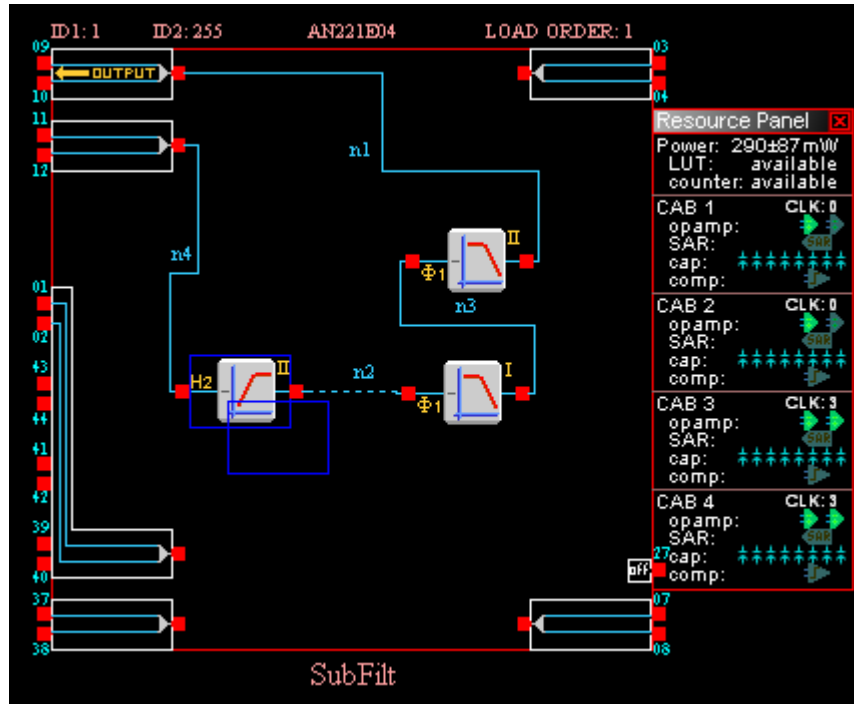 ID1: 1 ID2: 255 AN221E04 LOAD ORDER: 1
09 03
OUTPUT
10 04
11
Resource Panel
n1
Power: 290±87mW
12
LUT: available
counter: available
CAB 1 CLK: 0
opamp:
II
SAR: SAR
n4
Φ1
cap:
comp:
01
n3
CAB 2 CLK: 0
opamp:
02
SAR: SAR
43
n2
I
cap:
H2
II
comp:
Φ1
CAB 3 CLK: 3
44
opamp:
SAR: SAR
41
cap:
comp:
42
CAB 4 CLK: 3
39
opamp:
SAR: SAR
27
cap:
40
off
comp:
37 07
38 08
SubFilt